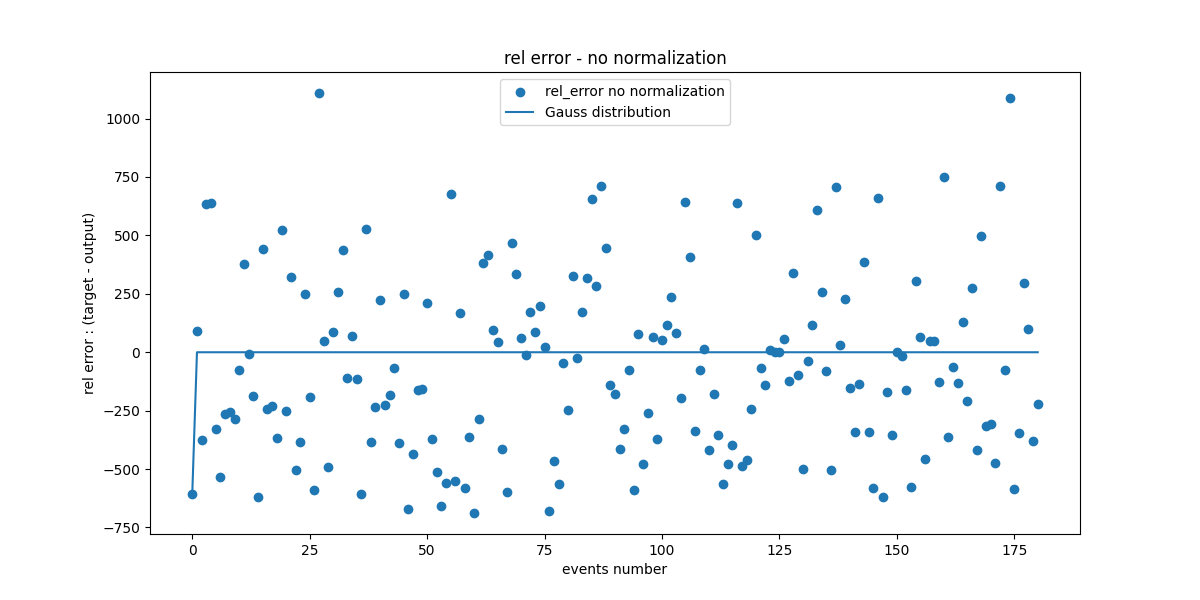 rel error - no normalization
rel_error no normalization
Gauss distribution
rel error : (target - output)
1000
750
500
250
0
−250
−500
−750
0 25 50 75 100 125 150 175
events number